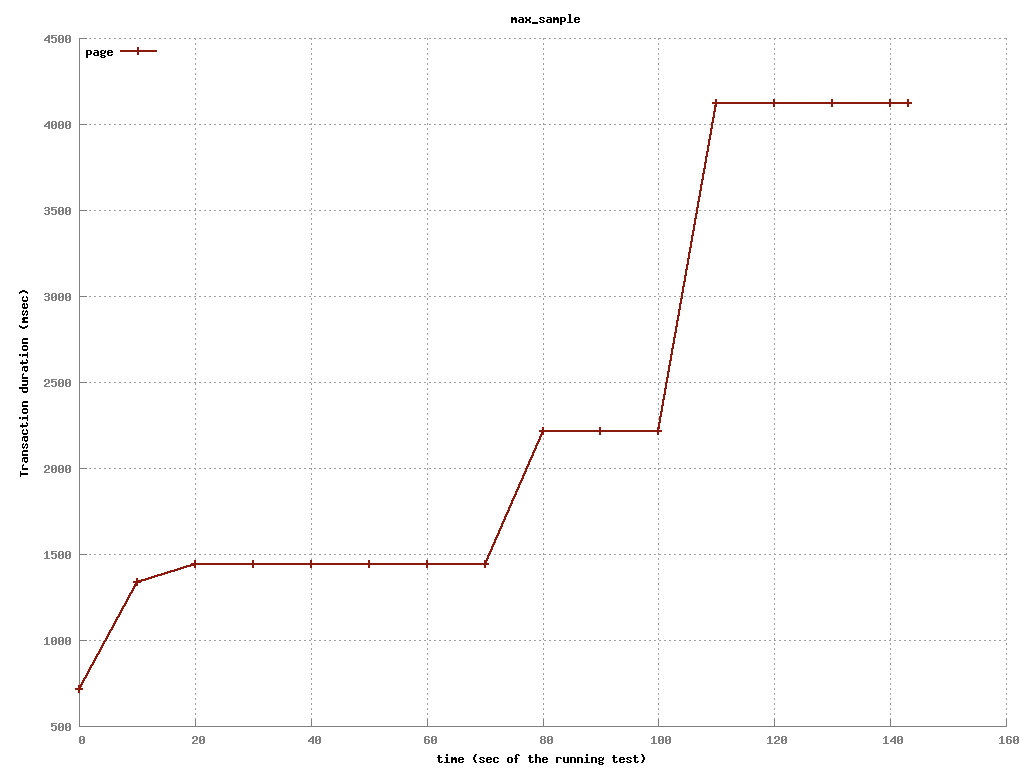 max_sample
4500
page
4000
3500
3000
2500
2000
1500
1000
500
Transaction duration (msec)
0 20 40 60 80 100 120 140 160
time (sec of the running test)